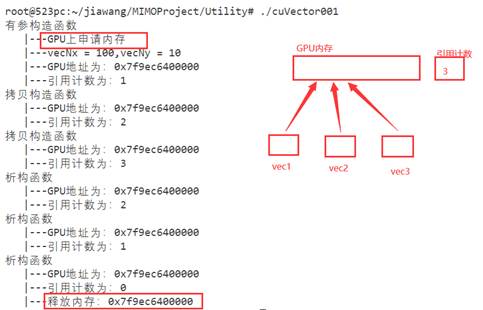 root@523pc:~/jiawang/MIMOProject/Utility# ./cuVector001
有参构造函数
|---GPU上申请内存
|---vecNx = 100,vecNy = 10
|---GPU地址为: 0x7f9ec6400000
|---引用计数为: 1
拷贝构造函数
|---GPU地址为: 0x7f9ec6400000
|---引用计数为: 2
拷贝构造函数
|---GPU地址为: 0x7f9ec6400000
|---引用计数为: 3
析构函数
|---GPU地址为: 0x7f9ec6400000
|---引用计数为: 2
析构函数
|---GPU地址为: 0x7f9ec6400000
|---引用计数为: 1
析构函数
|---GPU地址为: 0x7f9ec6400000
|---引用计数为: 0
|---释放内存: 0x7f9ec6400000
GPU内存
引用计数
3
vec1
vec2
vec3